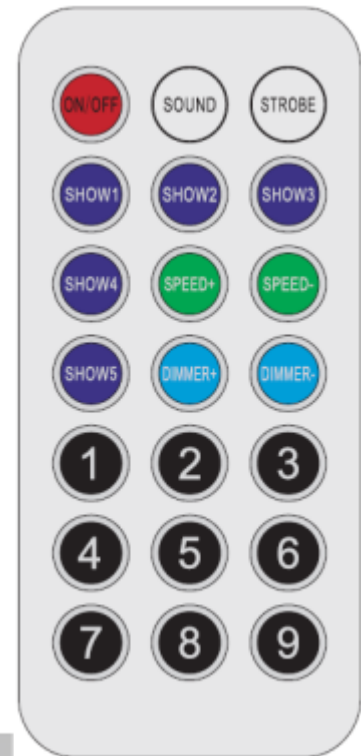 ON/OFF SOUND STROBE
SHOW1 SHOW2 SHOW3
SHOW4 SPEED+ SPEED-
SHOW5 DIMMER+ DIMMER-
1 2 3
4 5 6
7 8 9